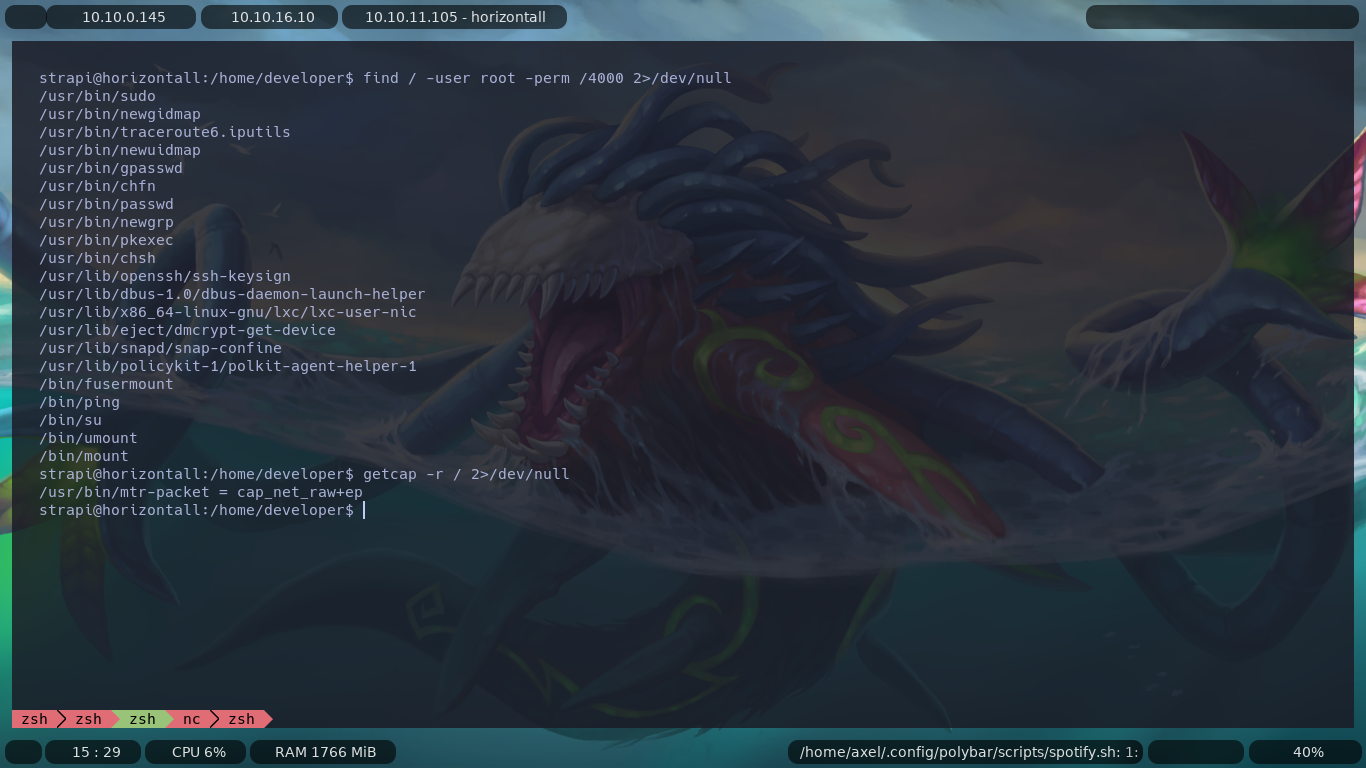 10.10.0.145
10.10.16.10
10.10.11.105 - horizontall
strapi@horizontall:/home/developer$ find / -user root -perm /4000 2>/dev/null
/usr/bin/sudo
/usr/bin/newgidmap
/usr/bin/traceroute6.iputils
/usr/bin/newuidmap
/usr/bin/gpasswd
/usr/bin/chfn
/usr/bin/passwd
/usr/bin/newgrp
/usr/bin/pkexec
/usr/bin/chsh
/usr/lib/openssh/ssh-keysign
/usr/lib/dbus-1.0/dbus-daemon-launch-helper
/usr/lib/x86_64-linux-gnu/lxc/lxc-user-nic
/usr/lib/eject/dmcrypt-get-device
/usr/lib/snapd/snap-confine
/usr/lib/policykit-1/polkit-agent-helper-1
/bin/fusermount
/bin/ping
/bin/su
/bin/umount
/bin/mount
strapi@horizontall:/home/developer$ getcap -r / 2>/dev/null
/usr/bin/mtr-packet = cap_net_raw+ep
strapi@horizontall:/home/developer$
zsh zsh zsh nc zsh
15 : 29
CPU 6%
RAM 1766 MiB
/home/axel/.config/polybar/scripts/spotify.sh: 1:
40%